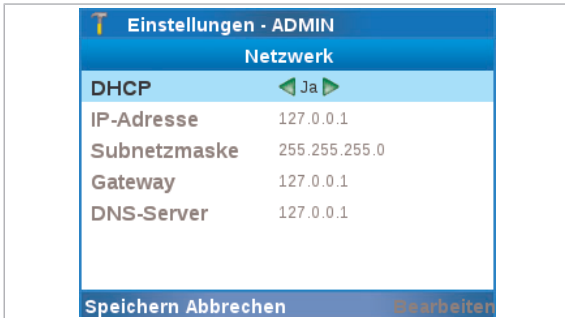 Einstellungen - ADMIN
Netzwerk
DHCP Ja
IP-Adresse 127.0.0.1
Subnetzmaske 255.255.255.0
Gateway 127.0.0.1
DNS-Server 127.0.0.1
Speichern Abbrechen Bearbeiten